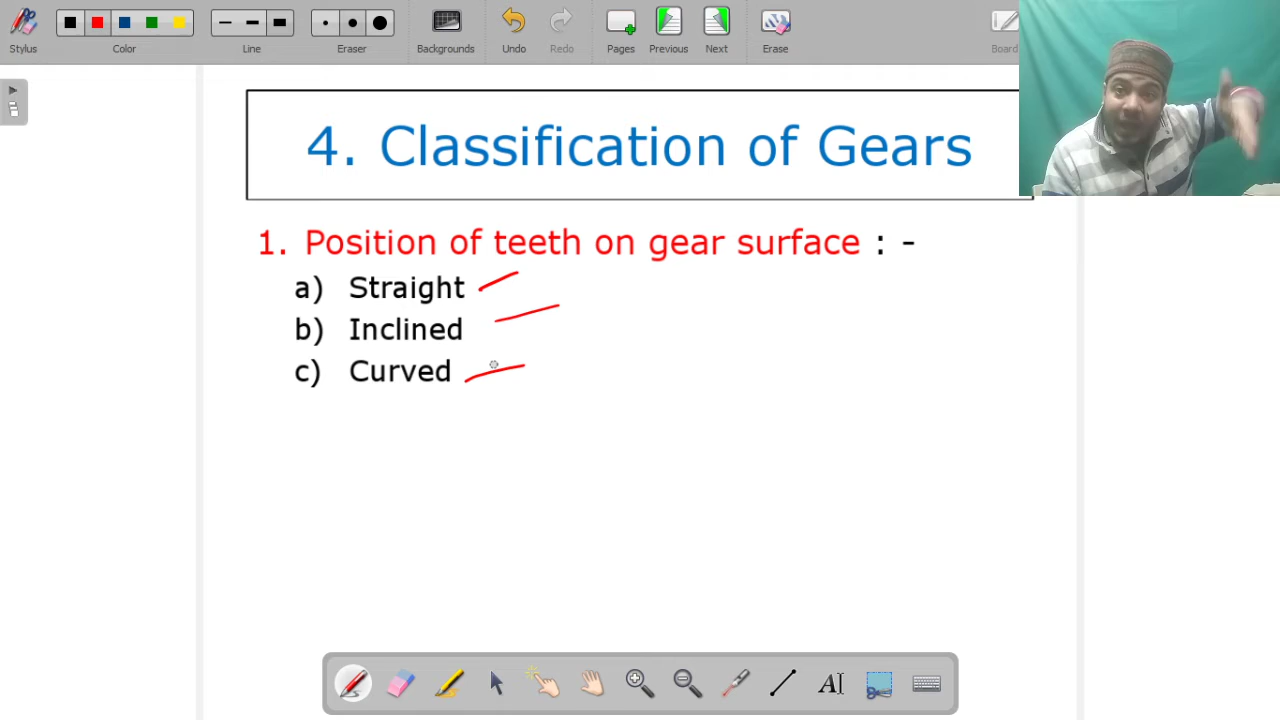 Stylus Color Line Eraser Backgrounds Undo Redo Pages Previous Next Erase Board
4. Classification of Gears
1. Position of teeth on gear surface : -
a) Straight
b) Inclined
c) Curved